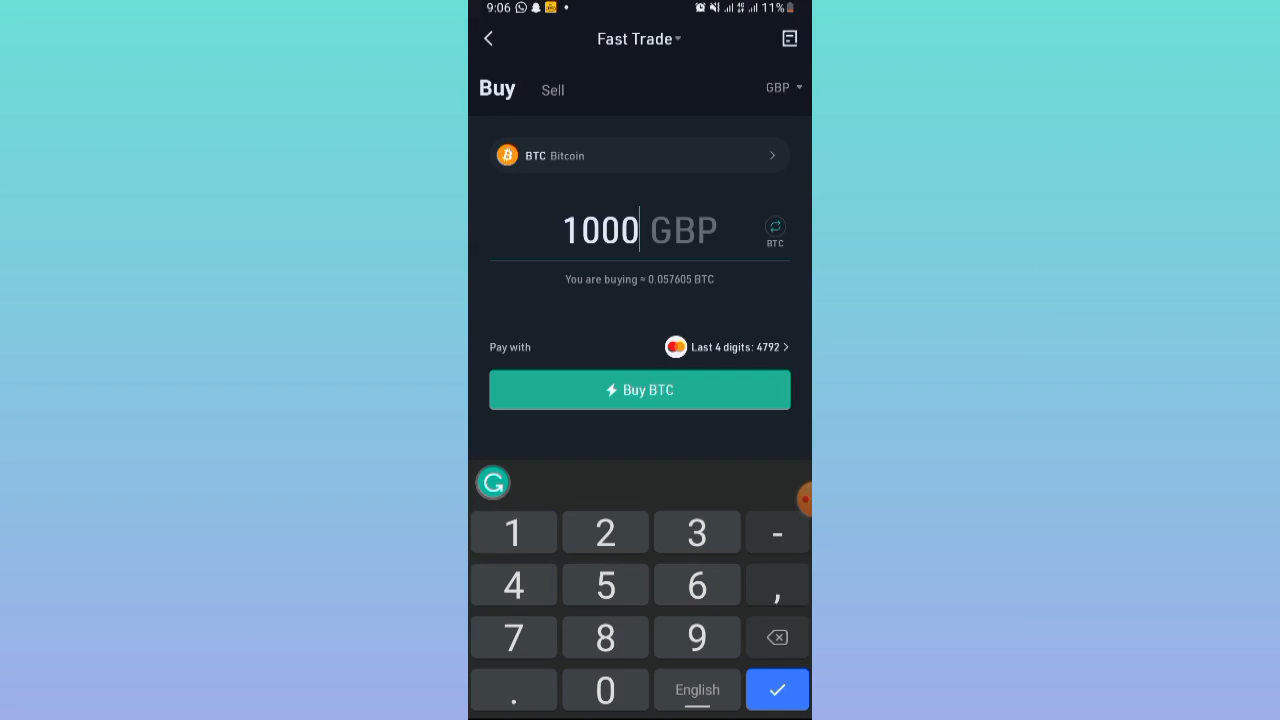 9:06 11%
Fast Trade
Buy Sell GBP
BTC Bitcoin
1000 GBP
BTC
You are buying ≈ 0.057605 BTC
Pay with Last 4 digits: 4792
Buy BTC
1 2 3 -
4 5 6 ,
7 8 9
. 0 English